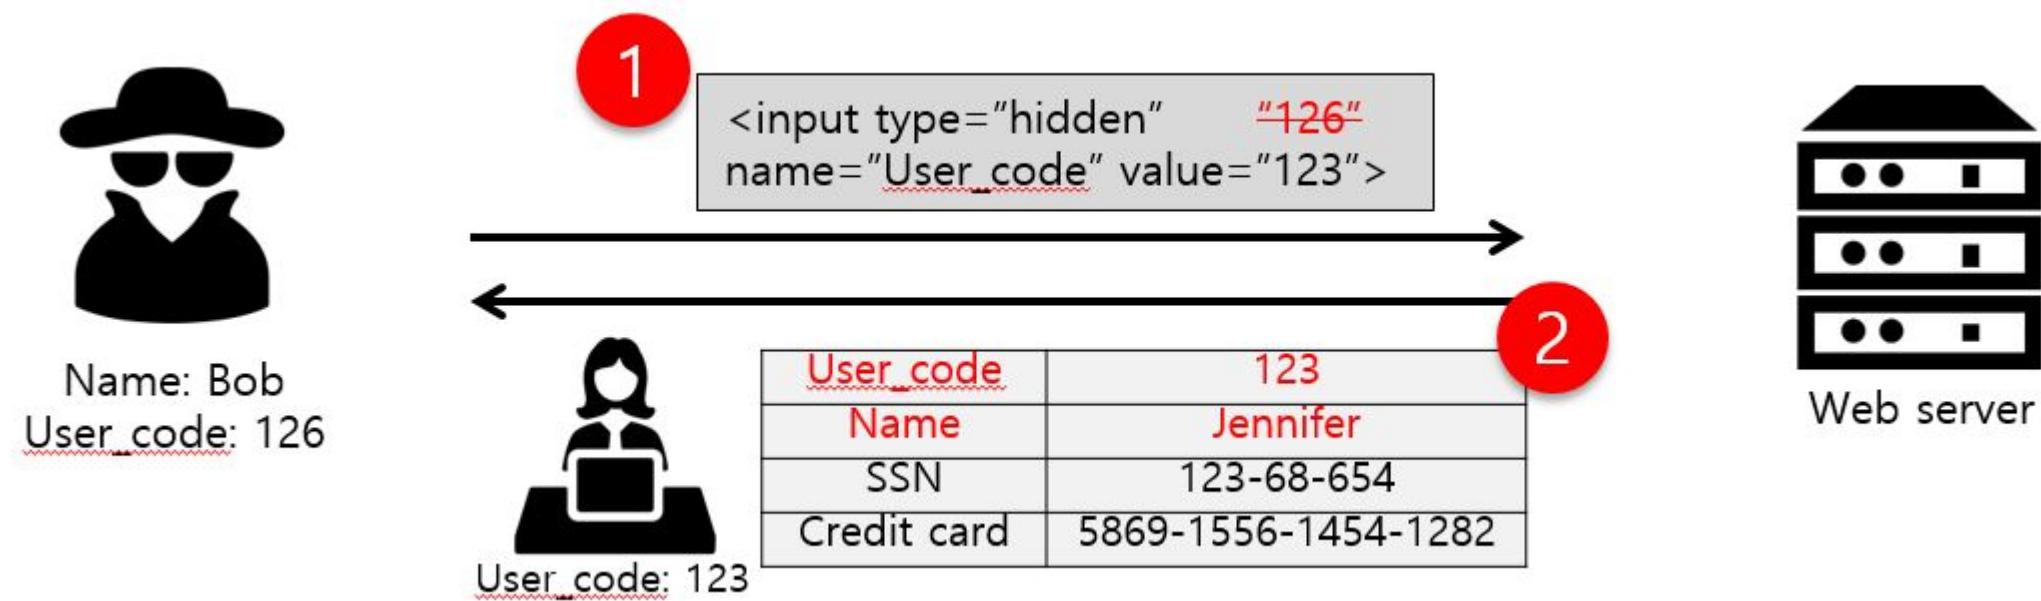 1
<input type="hidden" "126"
name="User_code" value="123">
Name: Bob
User_code: 126
2
User_code 123
Name Jennifer
SSN 123-68-654
Credit card 5869-1556-1454-1282
User_code: 123
Web server